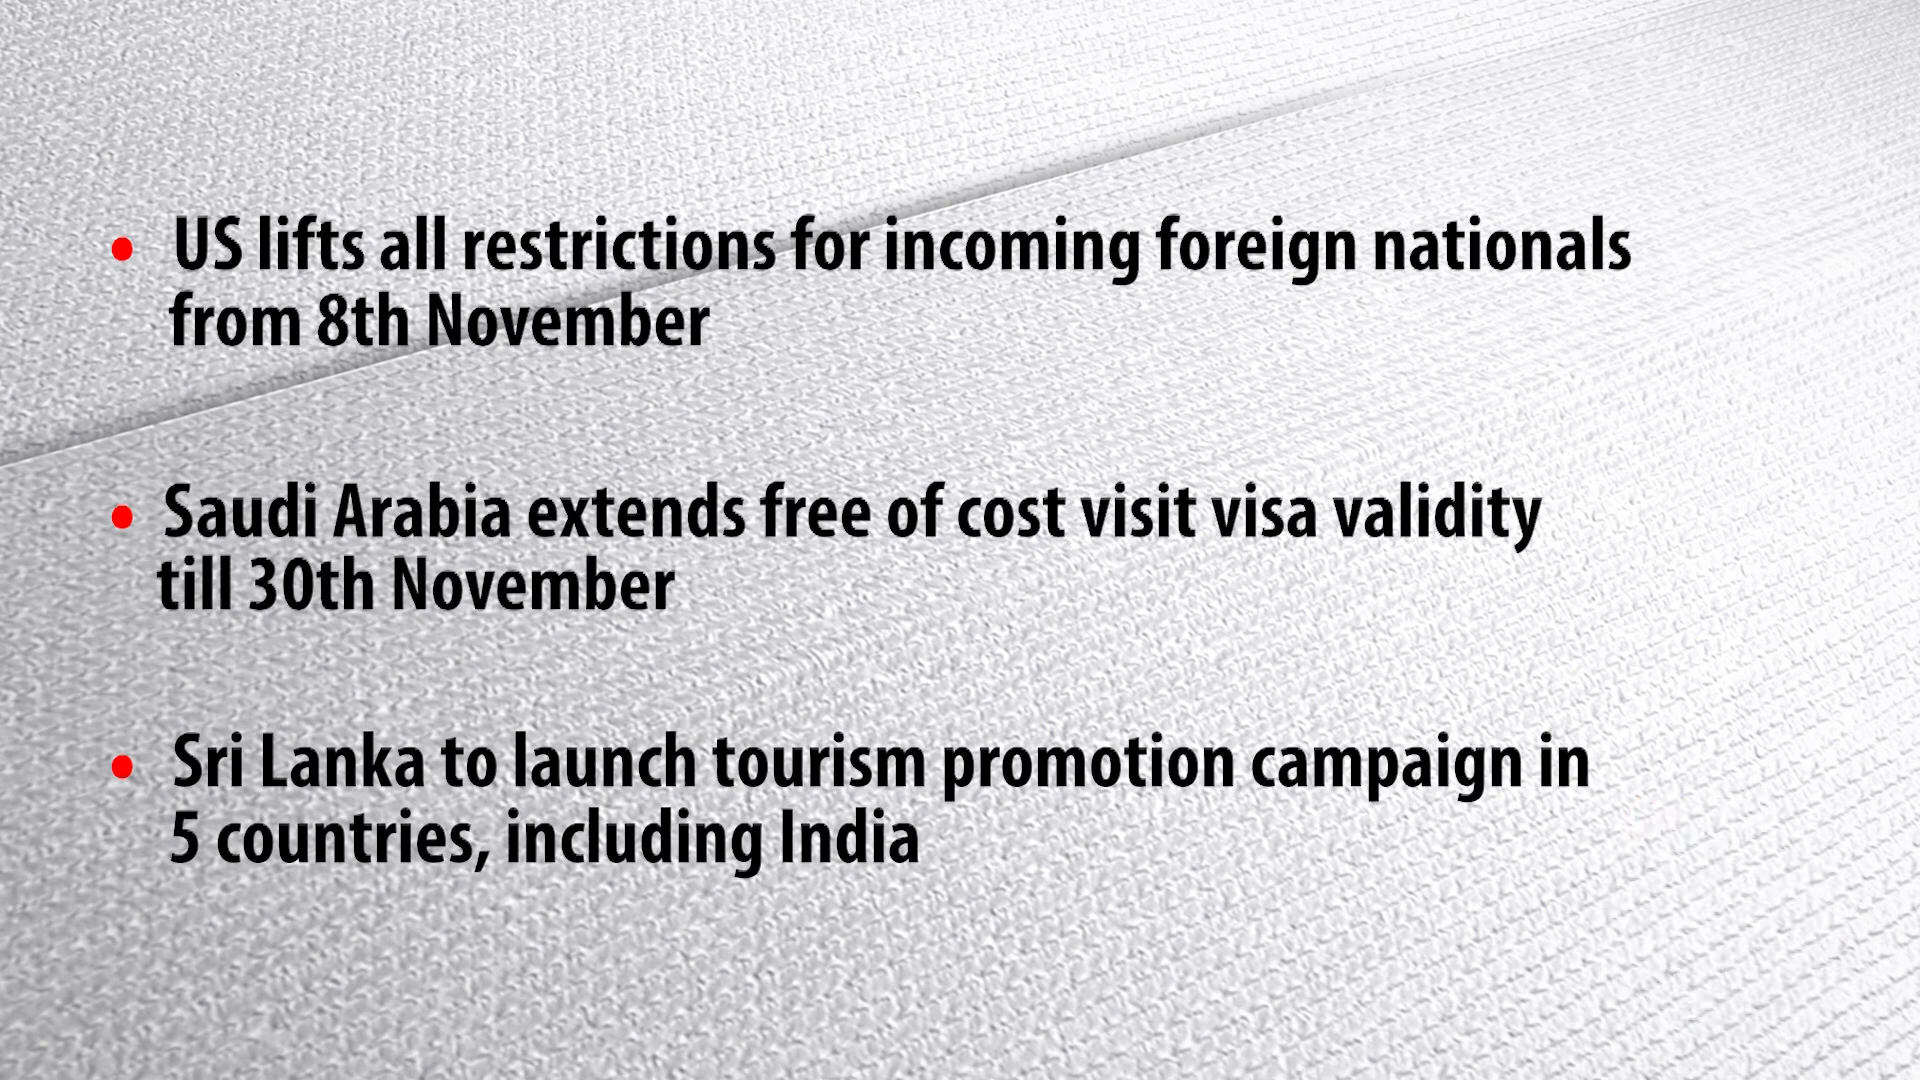 • US lifts all restrictions for incoming foreign nationals
from 8th November
• Saudi Arabia extends free of cost visit visa validity
till 30th November
• Sri Lanka to launch tourism promotion campaign in
5 countries, including India